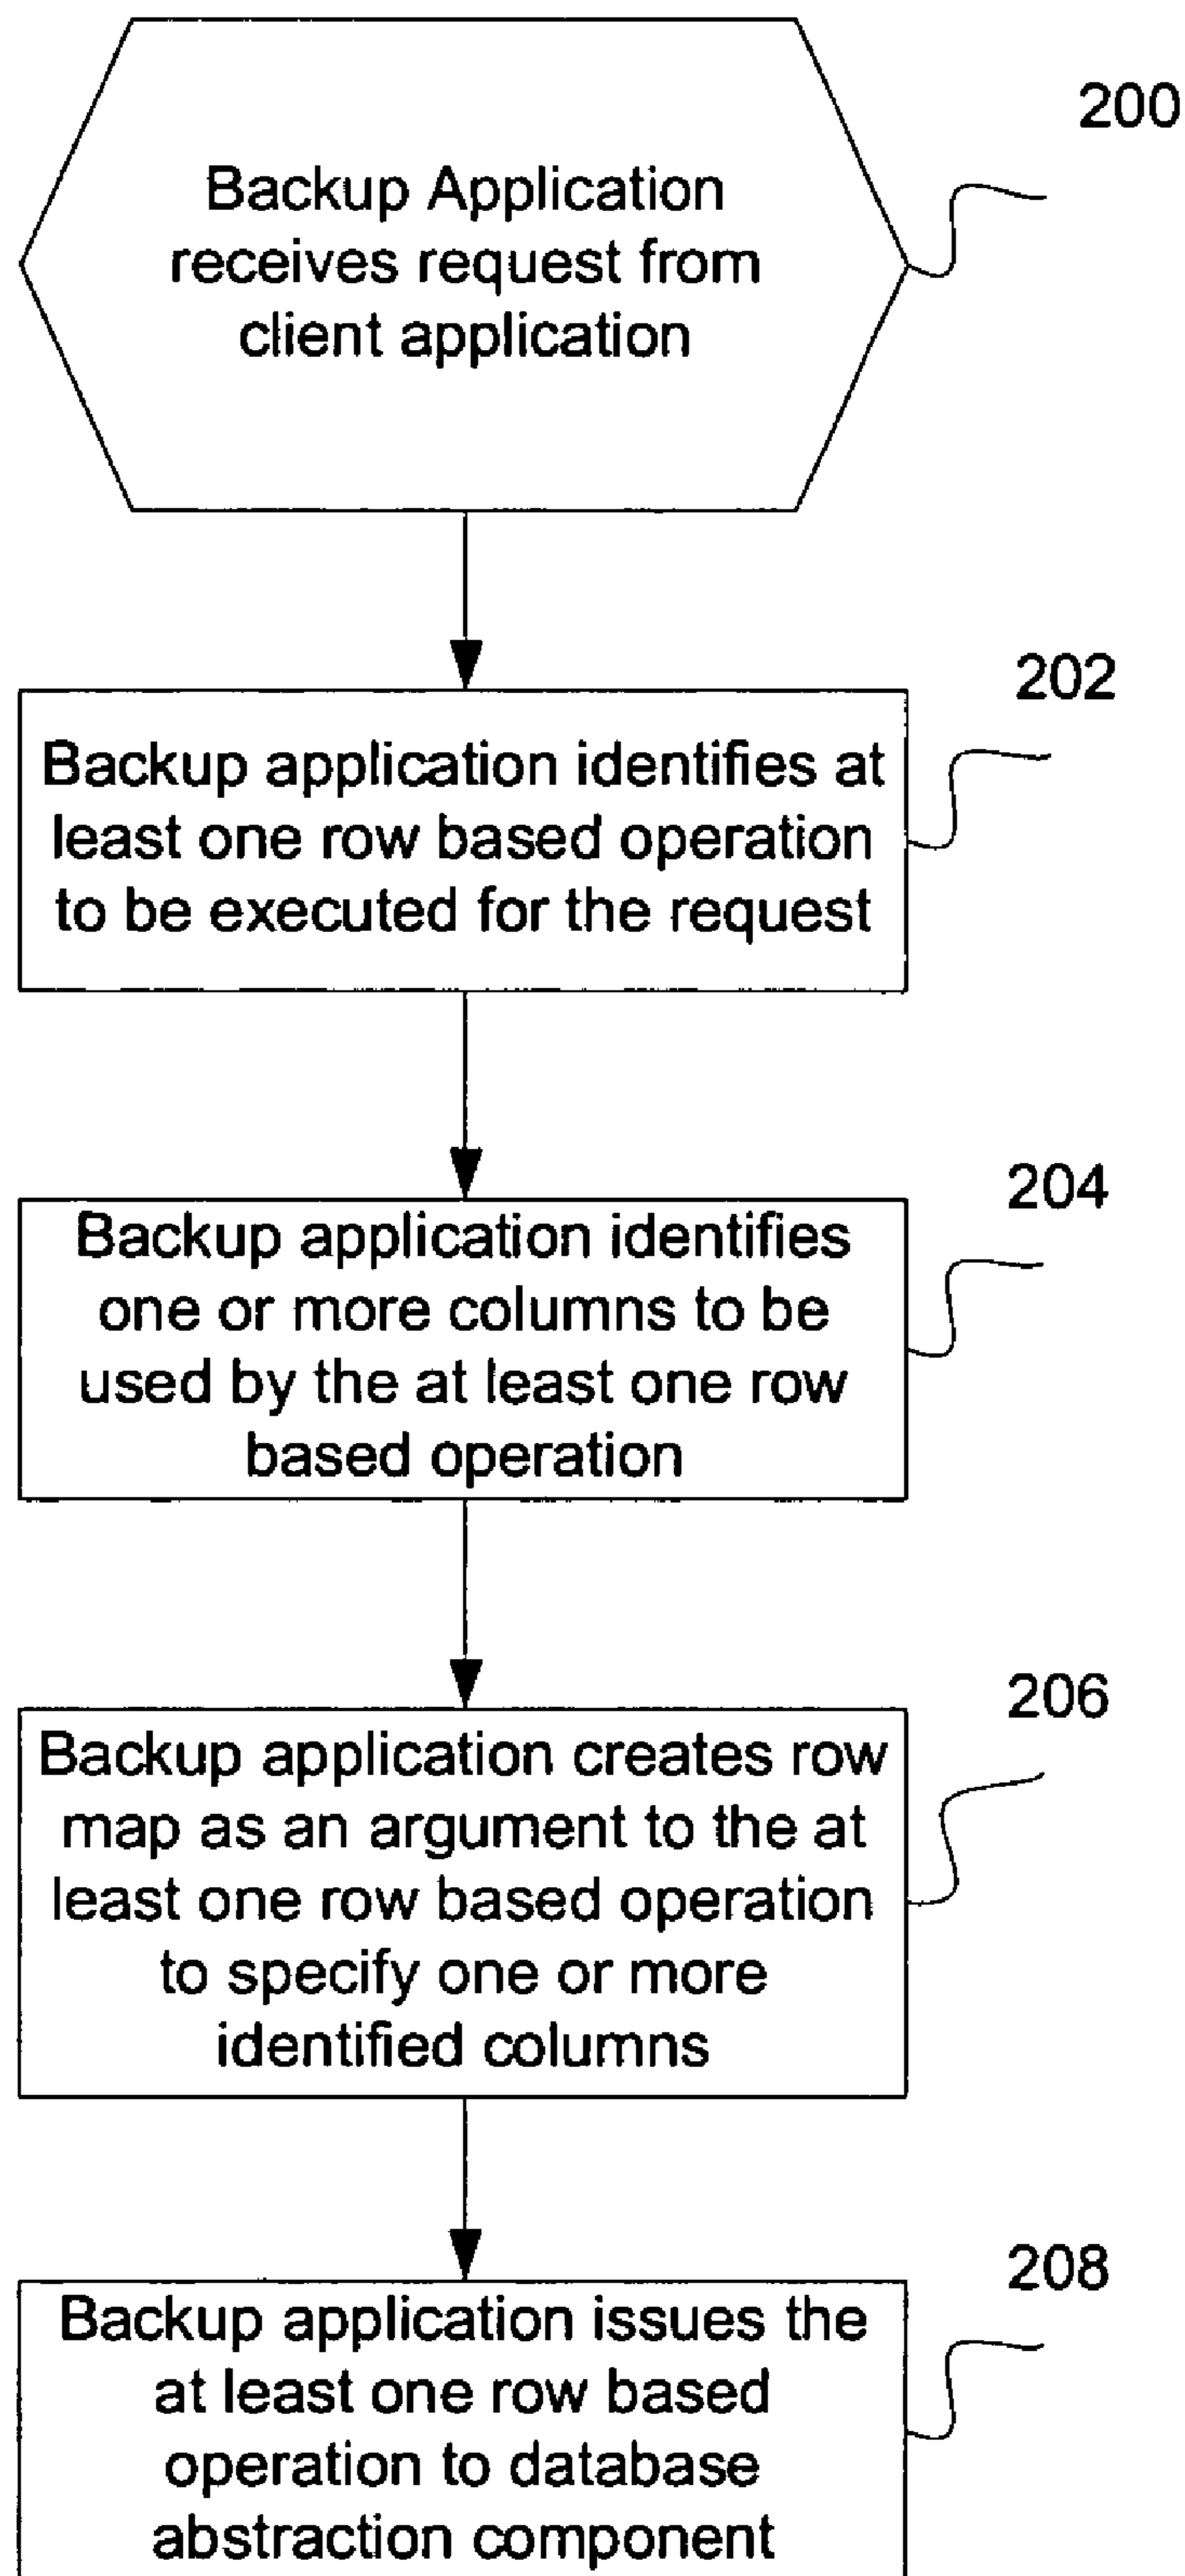 200
Backup Application
receives request from
client application
202
Backup application identifies at
least one row based operation
to be executed for the request
204
Backup application identifies
one or more columns to be
used by the at least one row
based operation
206
Backup application creates row
map as an argument to the at
least one row based operation
to specify one or more
identified columns
208
Backup application issues the
at least one row based
operation to database
abstraction component